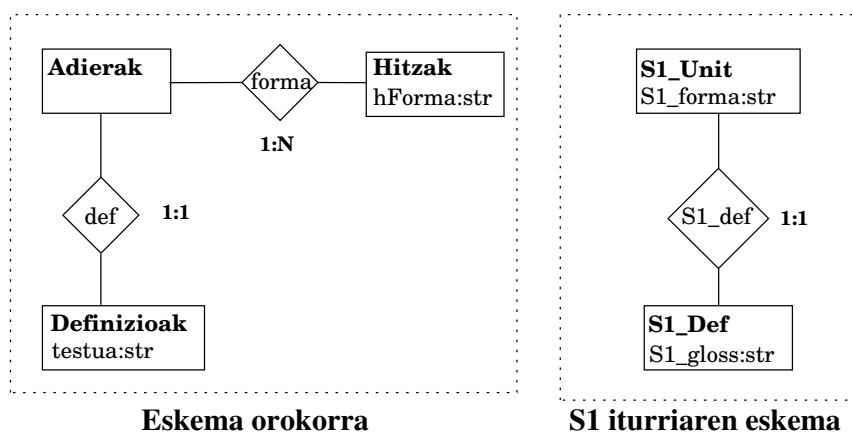 Adierak
forma
Hitzak
hForma:str
1:N
def
1:1
Definizioak
testua:str
Eskema orokorra
S1_Unit
S1_forma:str
S1_def
1:1
S1_Def
S1_gloss:str
S1 iturriaren eskema